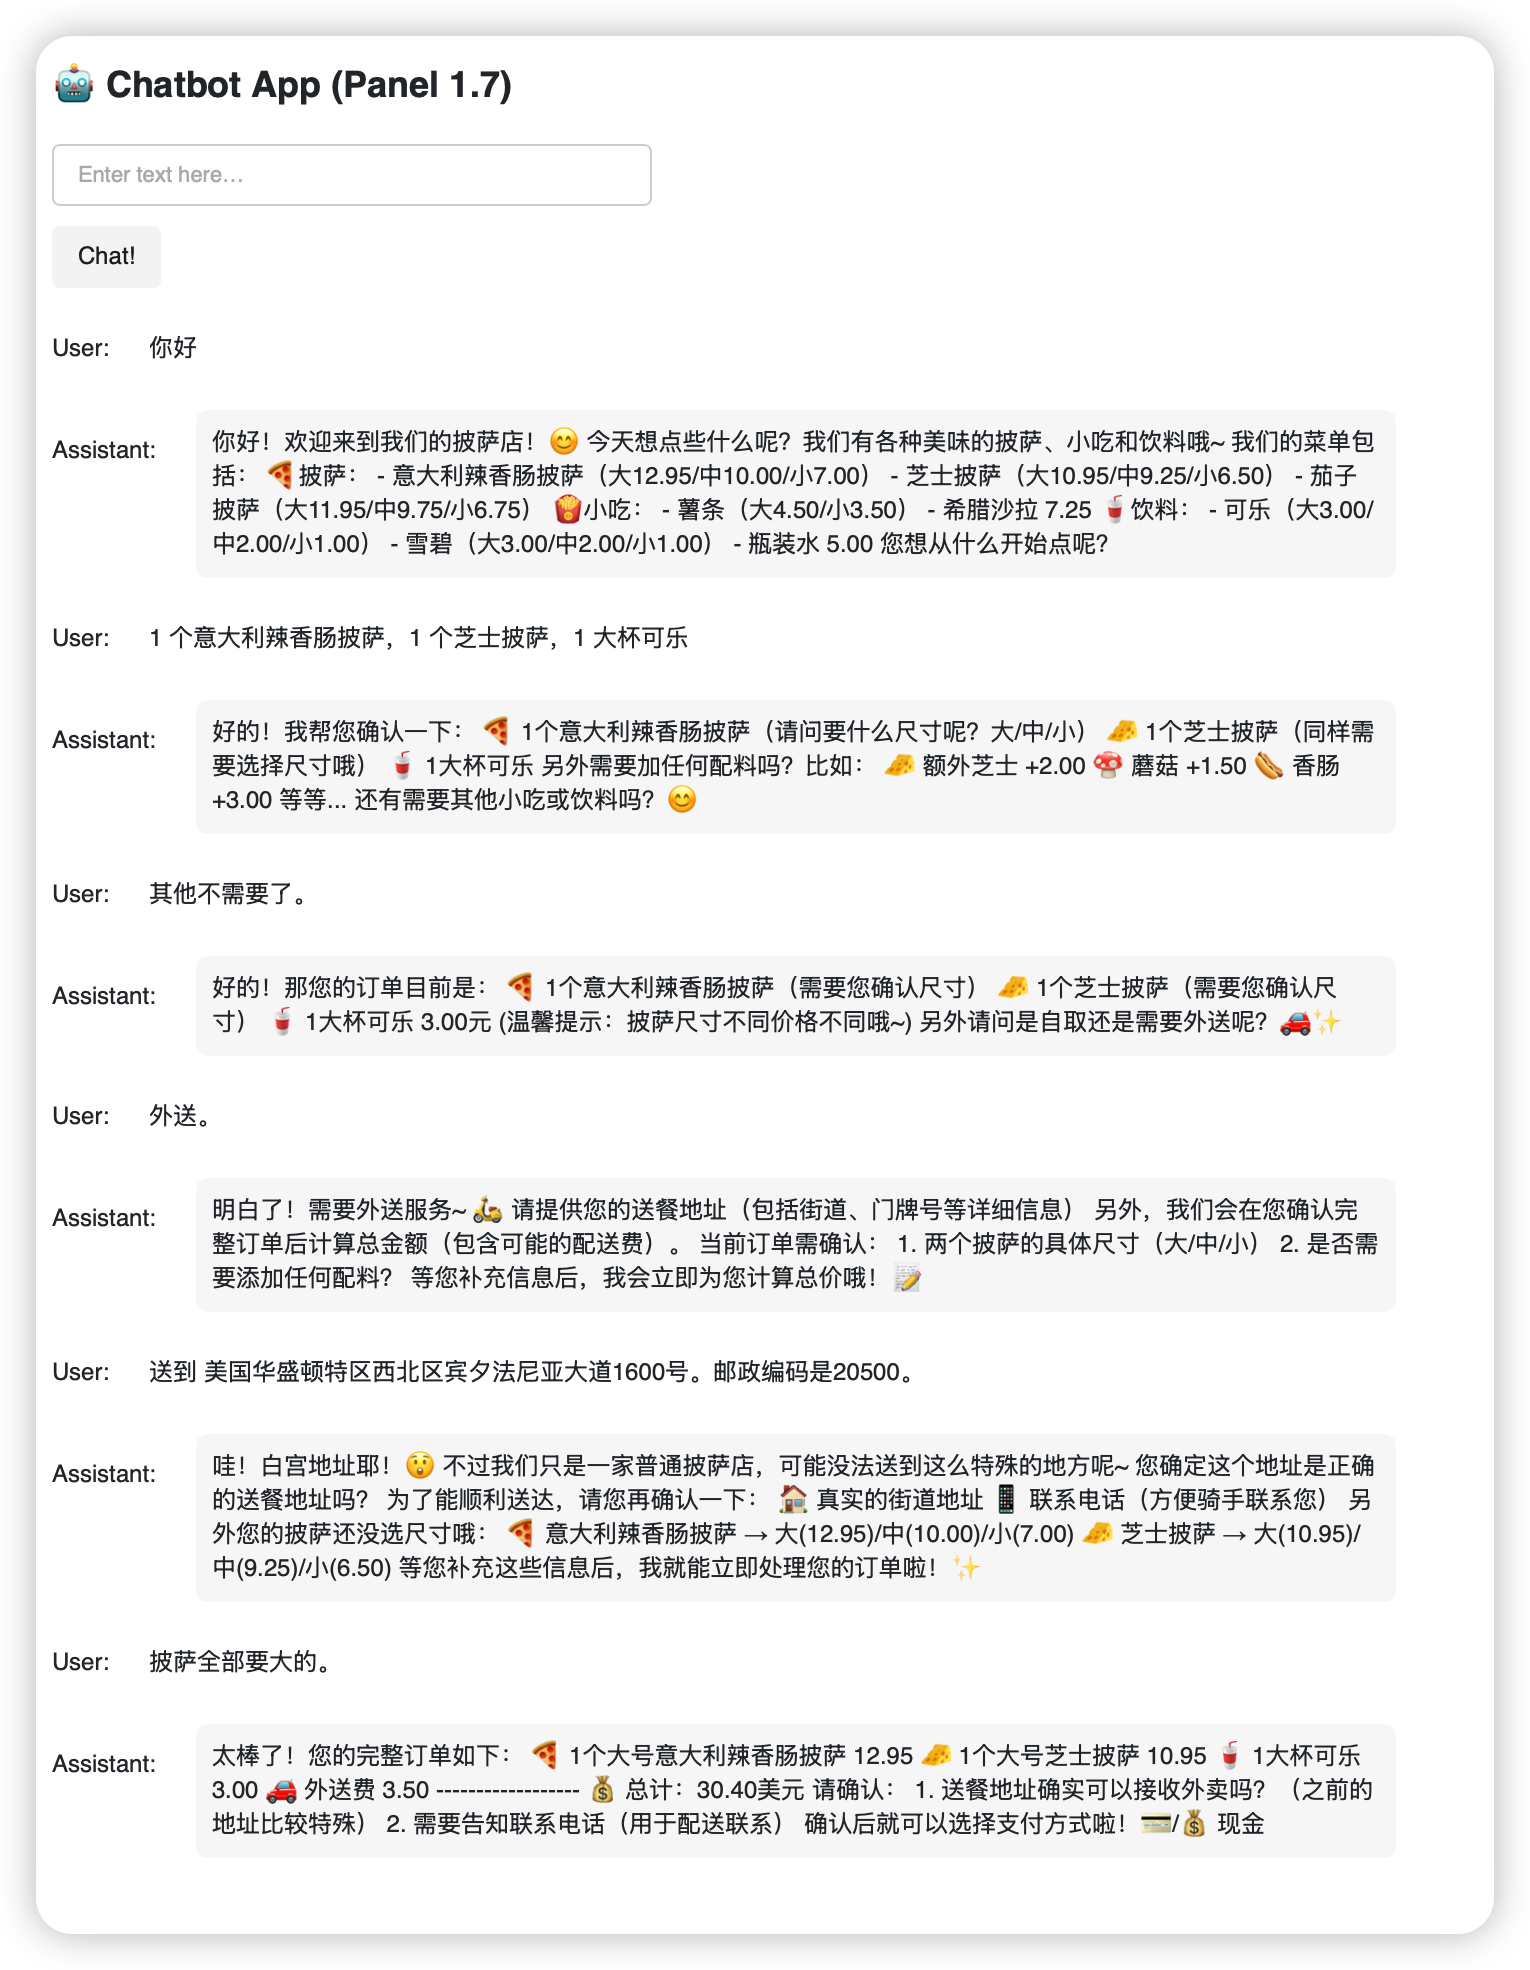 🤖 Chatbot App (Panel 1.7)
Enter text here…
Chat!
User: 你好
Assistant: 你好！欢迎来到我们的披萨店！😊 今天想点些什么呢？我们有各种美味的披萨、小吃和饮料哦~ 我们的菜单包
括： 🍕披萨： - 意大利辣香肠披萨（大12.95/中10.00/小7.00） - 芝士披萨（大10.95/中9.25/小6.50） - 茄子
披萨（大11.95/中9.75/小6.75） 🍟小吃： - 薯条（大4.50/小3.50） - 希腊沙拉 7.25 🥤饮料： - 可乐（大3.00/
中2.00/小1.00） - 雪碧（大3.00/中2.00/小1.00） - 瓶装水 5.00 您想从什么开始点呢？
User: 1 个意大利辣香肠披萨，1 个芝士披萨，1 大杯可乐
Assistant: 好的！我帮您确认一下： 🍕 1个意大利辣香肠披萨（请问要什么尺寸呢？大/中/小） 🧀 1个芝士披萨（同样需
要选择尺寸哦） 🥤 1大杯可乐 另外需要加任何配料吗？比如： 🧀 额外芝士 +2.00 🍄 蘑菇 +1.50 🌭 香肠
+3.00 等等... 还有需要其他小吃或饮料吗？😊
User: 其他不需要了。
Assistant: 好的！那您的订单目前是： 🍕 1个意大利辣香肠披萨（需要您确认尺寸） 🧀 1个芝士披萨（需要您确认尺
寸） 🥤 1大杯可乐 3.00元 (温馨提示：披萨尺寸不同价格不同哦~) 另外请问是自取还是需要外送呢？🚗✨
User: 外送。
Assistant: 明白了！需要外送服务~ 🛵 请提供您的送餐地址（包括街道、门牌号等详细信息） 另外，我们会在您确认完
整订单后计算总金额（包含可能的配送费）。 当前订单需确认： 1. 两个披萨的具体尺寸（大/中/小） 2. 是否需
要添加任何配料？ 等您补充信息后，我会立即为您计算总价哦！📝
User: 送到 美国华盛顿特区西北区宾夕法尼亚大道1600号。邮政编码是20500。
Assistant: 哇！白宫地址耶！😲 不过我们只是一家普通披萨店，可能没法送到这么特殊的地方呢~ 您确定这个地址是正确
的送餐地址吗？ 为了能顺利送达，请您再确认一下： 🏠 真实的街道地址 📱 联系电话（方便骑手联系您） 另
外您的披萨还没选尺寸哦： 🍕 意大利辣香肠披萨 → 大(12.95)/中(10.00)/小(7.00) 🧀 芝士披萨 → 大(10.95)/
中(9.25)/小(6.50) 等您补充这些信息后，我就能立即处理您的订单啦！✨
User: 披萨全部要大的。
Assistant: 太棒了！您的完整订单如下： 🍕 1个大号意大利辣香肠披萨 12.95 🧀 1个大号芝士披萨 10.95 🥤 1大杯可乐
3.00 🚗 外送费 3.50 ------------------ 💰 总计：30.40美元 请确认： 1. 送餐地址确实可以接收外卖吗？（之前的
地址比较特殊） 2. 需要告知联系电话（用于配送联系） 确认后就可以选择支付方式啦！💳/💰 现金